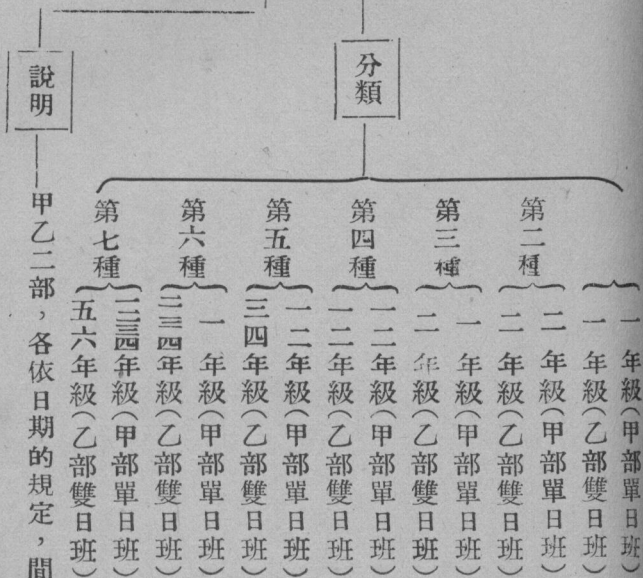 分類
一年級(甲部單日班)
一年級(乙部雙日班)
第二種
二年級(甲部單日班)
二年級(乙部雙日班)
第三種
一年級(甲部單日班)
二年級(乙部雙日班)
第四種
一二年級(甲部單日班)
一二年級(乙部雙日班)
第五種
一二年級(甲部單日班)
三四年級(乙部雙日班)
第六種
一年級(甲部單日班)
二三四年級(乙部雙日班)
第七種
一二三四年級(甲部單日班)
五六年級(乙部雙日班)
說明
甲乙二部,各依日期的規定,間